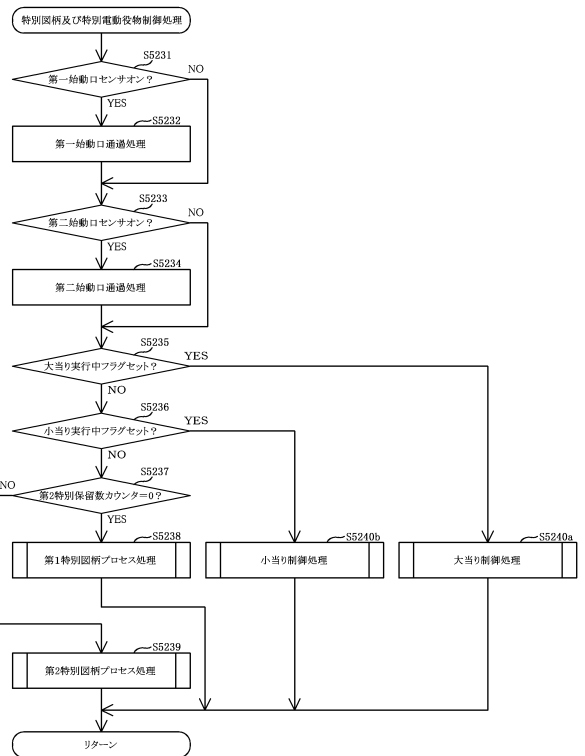 特別図柄及び特別電動役物制御処理
S5231
第一始動口センサオン？
NO
YES
S5232
第一始動口通過処理
S5233
第二始動口センサオン？
NO
YES
S5234
第二始動口通過処理
S5235
大当り実行中フラグセット？
YES
NO
S5236
小当り実行中フラグセット？
YES
NO
S5237
第2特別保留数カウンタ=0？
NO
YES
S5238
第1特別図柄プロセス処理
S5240b
小当り制御処理
S5240a
大当り制御処理
S5239
第2特別図柄プロセス処理
リターン